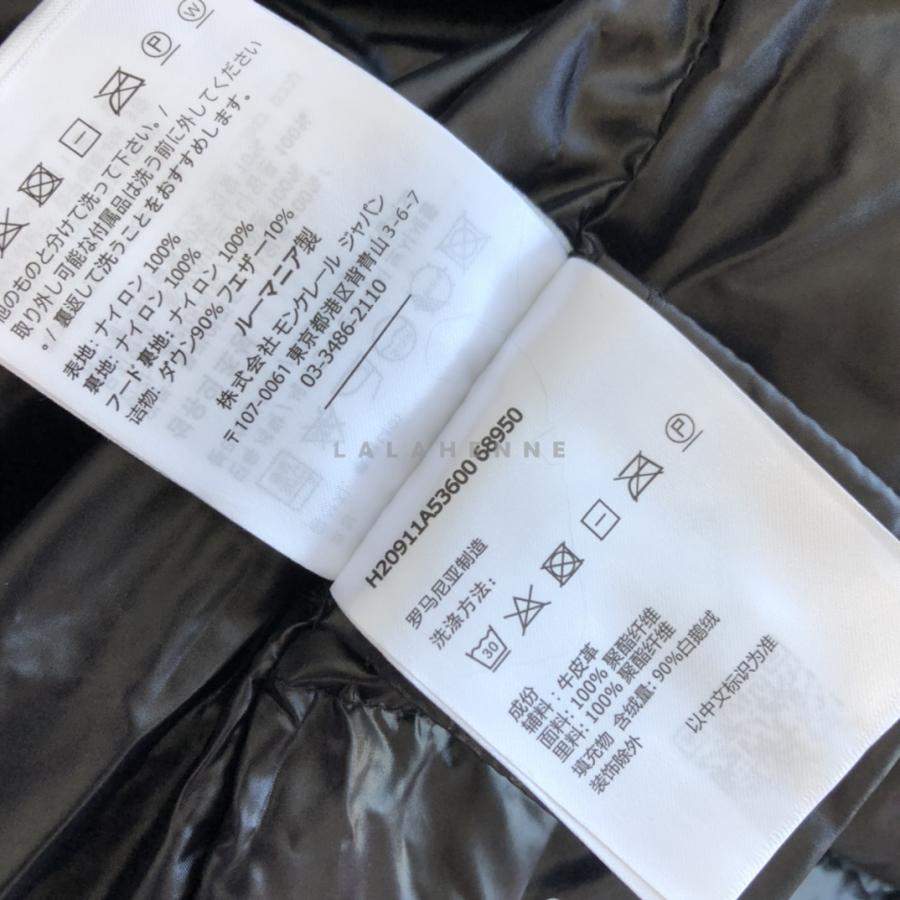 他のものと分けて洗って下さい。/
取り外し可能な付属品は洗う前に外してください
。/ 裏返して洗うことをおすすめします。
表地: ナイロン 100%
裏地: ナイロン 100%
フード 裏地: ナイロン 100%
詰物: ダウン90%フェザー10%
ルーマニア製
株式会社 モンクレール ジャパン
〒107-0061 東京都港区背青山 3-6-7
03-3486-2110
LALAHENNE
H20911A53600 68950
罗马尼亚制造
洗涤方法:
30
P
成份
辅料: 牛皮革
面料: 100% 聚酯纤维
里料: 100% 聚酯纤维
填充物 含绒量: 90%白鹅绒
装饰除外
以中文标识为准